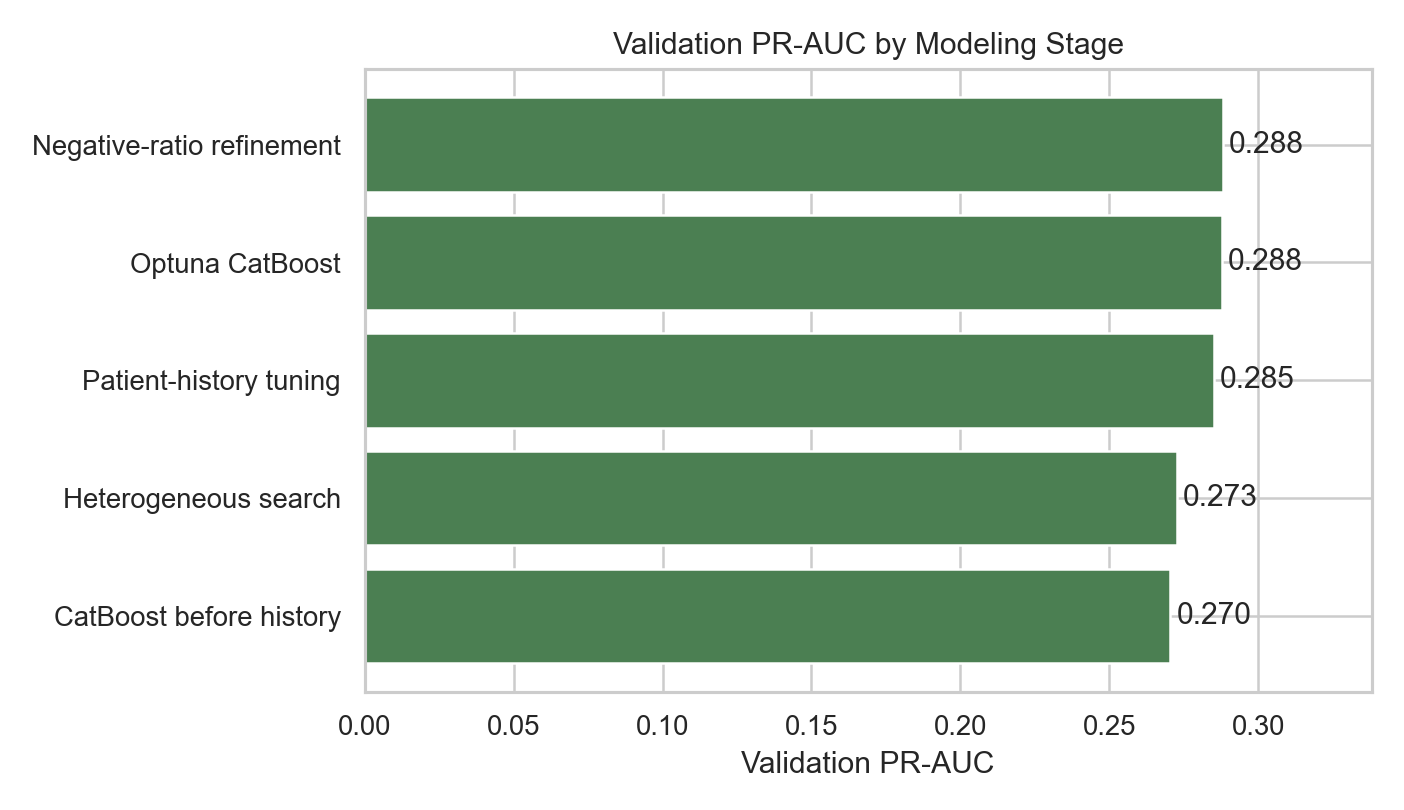 Validation PR-AUC by Modeling Stage
Negative-ratio refinement 0.288
Optuna CatBoost 0.288
Patient-history tuning 0.285
Heterogeneous search 0.273
CatBoost before history 0.270
0.00 0.05 0.10 0.15 0.20 0.25 0.30
Validation PR-AUC